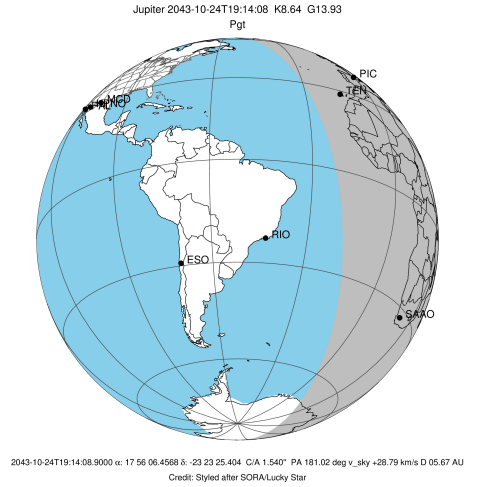 Jupiter 2043-10-24T19:14:08 K8.64 G13.93
Pgt
PIC
TEN
MCD
RIO
ESO
SAAO
2043-10-24T19:14:08.9000 α: 17 56 06.4568 δ: -23 23 25.404 C/A 1.540" PA 181.02 deg v_sky +28.79 km/s D 05.67 AU
Credit: Styled after SORA/Lucky Star